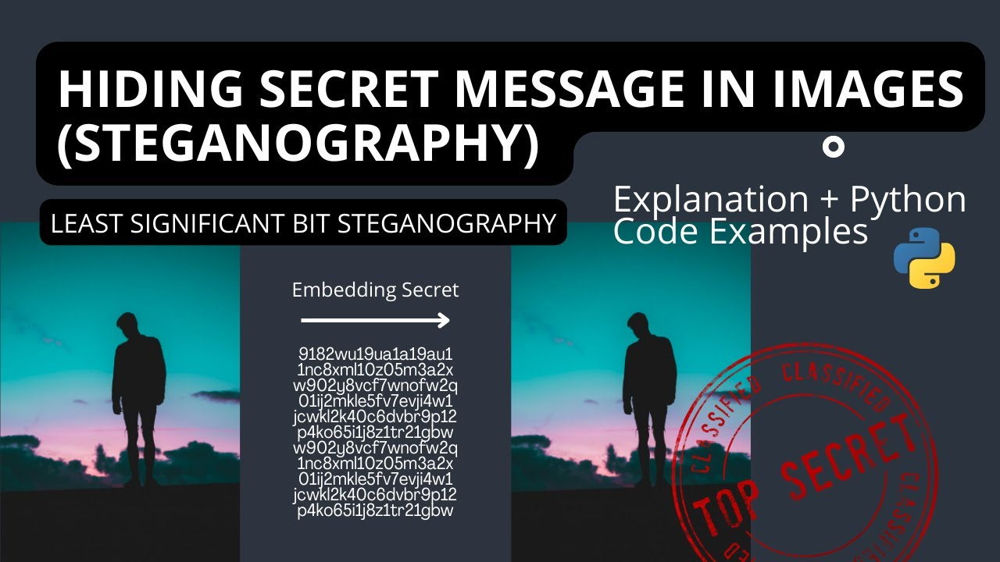 HIDING SECRET MESSAGE IN IMAGES
(STEGANOGRAPHY)
LEAST SIGNIFICANT BIT STEGANOGRAPHY
Explanation + Python
Code Examples
Embedding Secret
9182wu19ua1a19au1
1nc8xml10z05m3a2x
w902y8vcf7wnofw2q
01ij2mkle5fv7evji4w1
jcwkl2k40c6dvbr9p12
p4ko65i1j8z1tr21gbw
w902y8vcf7wnofw2q
1nc8xml10z05m3a2x
01ij2mkle5fv7evji4w1
jcwkl2k40c6dvbr9p12
p4ko65i1j8z1tr21gbw
CLASSIFIED CLASSIFIED
TOP SECRET
CLASSIFIED